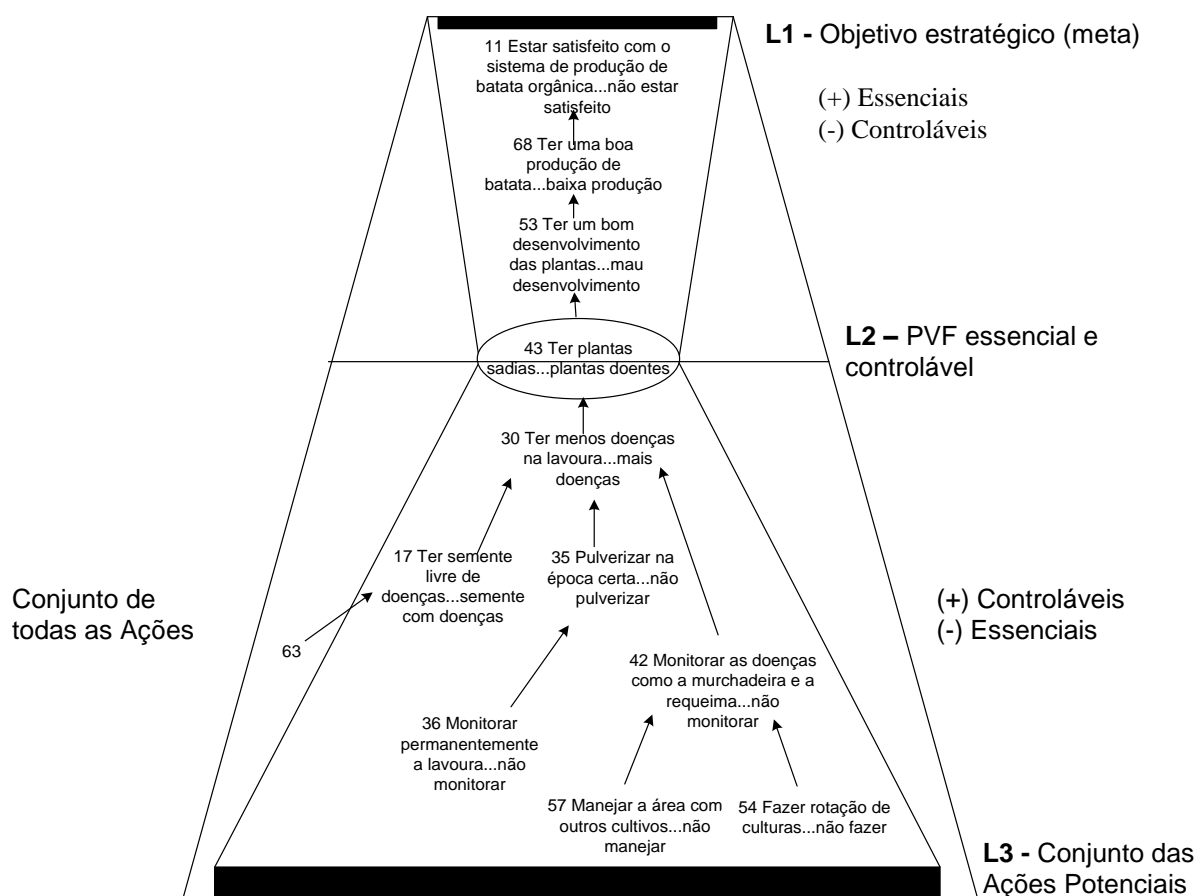 L1 - Objetivo estratégico (meta)
11 Estar satisfeito com o
sistema de produção de
batata orgânica...não estar
satisfeito
(+) Essenciais
(-) Controláveis
68 Ter uma boa
produção de
batata...baixa produção
53 Ter um bom
desenvolvimento
das plantas...mau
desenvolvimento
L2 – PVF essencial e
controlável
43 Ter plantas
sadias...plantas doentes
30 Ter menos doenças
na lavoura...mais
doenças
17 Ter semente
livre de
doenças...semente
com doenças
35 Pulverizar na
época certa...não
pulverizar
Conjunto de
todas as Ações
(+) Controláveis
(-) Essenciais
63
42 Monitorar as doenças
como a murchadeira e a
requeima...não
monitorar
36 Monitorar
permanentemente
a lavoura...não
monitorar
57 Manejar a área com
outros cultivos...não
manejar
54 Fazer rotação de
culturas...não fazer
L3 - Conjunto das
Ações Potenciais